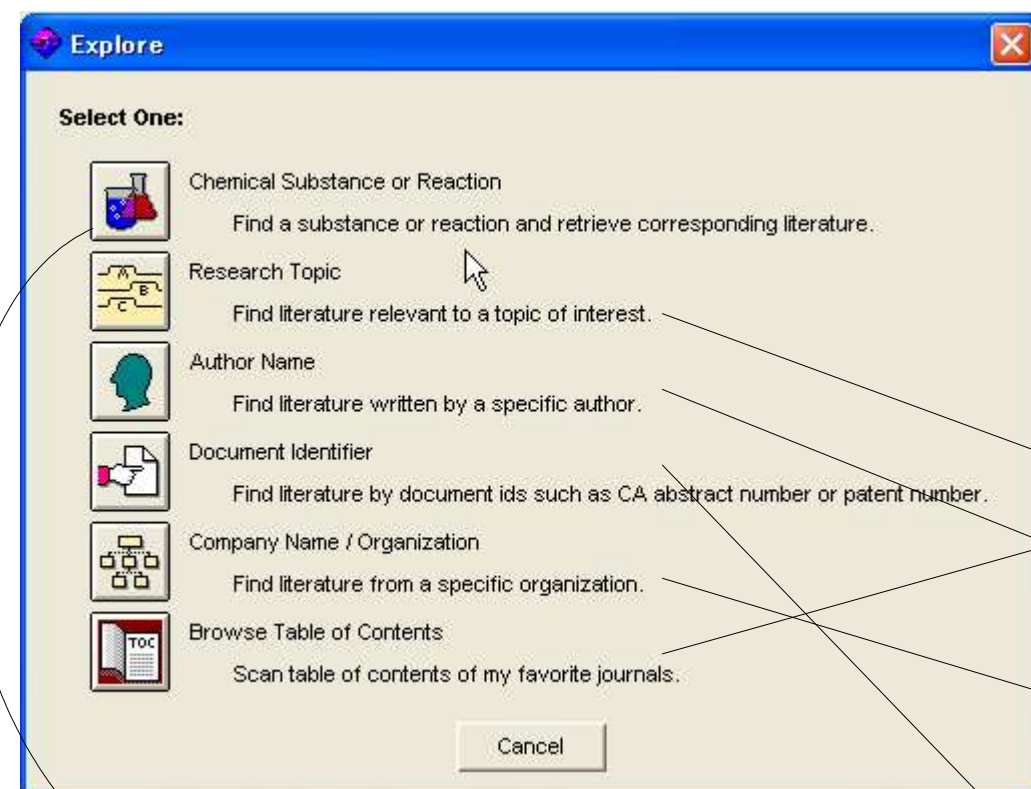 Explore
Select One:
Chemical Substance or Reaction
Find a substance or reaction and retrieve corresponding literature.
A
B
C
Research Topic
Find literature relevant to a topic of interest.
Author Name
Find literature written by a specific author.
Document Identifier
Find literature by document ids such as CA abstract number or patent number.
Company Name / Organization
Find literature from a specific organization.
TOC
Browse Table of Contents
Scan table of contents of my favorite journals.
Cancel